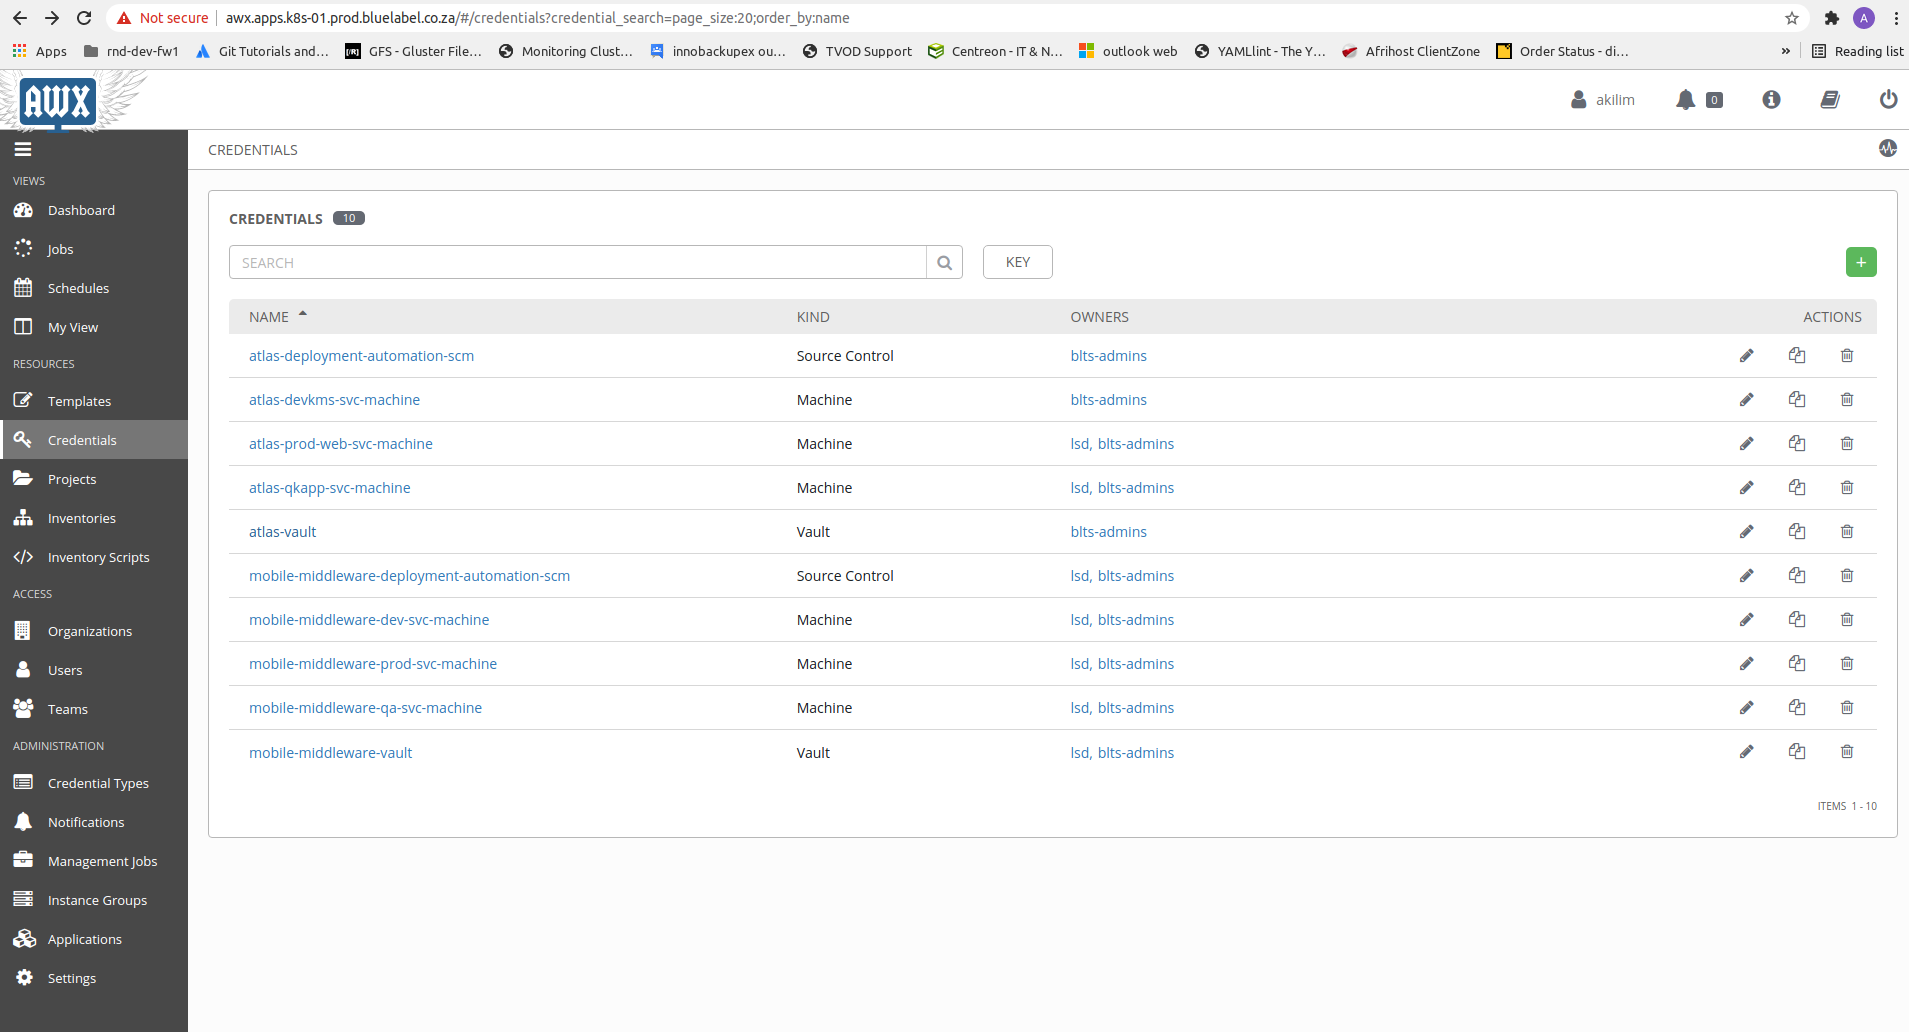 Not secure awx.apps.k8s-01.prod.bluelabel.co.za/#/credentials?credential_search=page_size:20;order_by:name A
Apps rnd-dev-fw1 Git Tutorials and... GFS - Gluster File... Monitoring Clust... innobackupex ou... TVOD Support Centreon - IT & N... outlook web YAMLlint - The Y... Afrihost ClientZone Order Status - di... » Reading list
AWX
akilim 0
CREDENTIALS
VIEWS
Dashboard
Jobs
Schedules
My View
RESOURCES
Templates
Credentials
Projects
Inventories
Inventory Scripts
ACCESS
Organizations
Users
Teams
ADMINISTRATION
Credential Types
Notifications
Management Jobs
Instance Groups
Applications
Settings
CREDENTIALS 10
SEARCH KEY +
NAME KIND OWNERS ACTIONS
atlas-deployment-automation-scm Source Control blts-admins
atlas-devkms-svc-machine Machine blts-admins
atlas-prod-web-svc-machine Machine lsd, blts-admins
atlas-qkapp-svc-machine Machine lsd, blts-admins
atlas-vault Vault blts-admins
mobile-middleware-deployment-automation-scm Source Control lsd, blts-admins
mobile-middleware-dev-svc-machine Machine lsd, blts-admins
mobile-middleware-prod-svc-machine Machine lsd, blts-admins
mobile-middleware-qa-svc-machine Machine lsd, blts-admins
mobile-middleware-vault Vault lsd, blts-admins
ITEMS 1 - 10